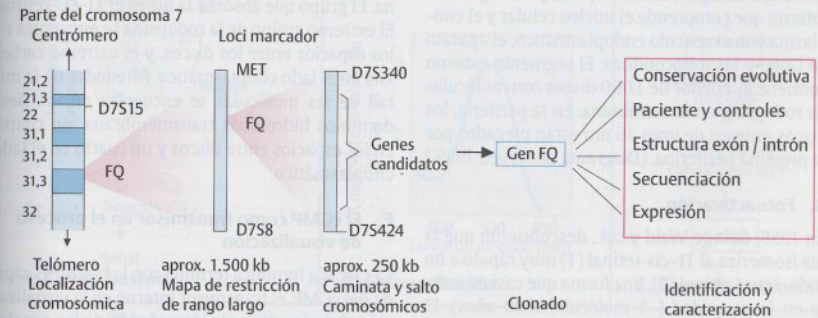 Parte del cromosoma 7
Centrómero
Loci marcador
21,2
21,3
22
31,1
31,2
31,3
32
D7S15
FQ
MET
FQ
D7S8
D7S340
D7S424
Genes
candidatos
Gen FQ
Conservación evolutiva
Paciente y controles
Estructura exón / intrón
Secuenciación
Expresión
Telómero
Localización
cromosómica
aprox. 1,500 kb
Mapa de restricción
de rango largo
aprox. 250 kb
Caminata y salto
cromosómicos
Clonado
Identificación y
caracterización